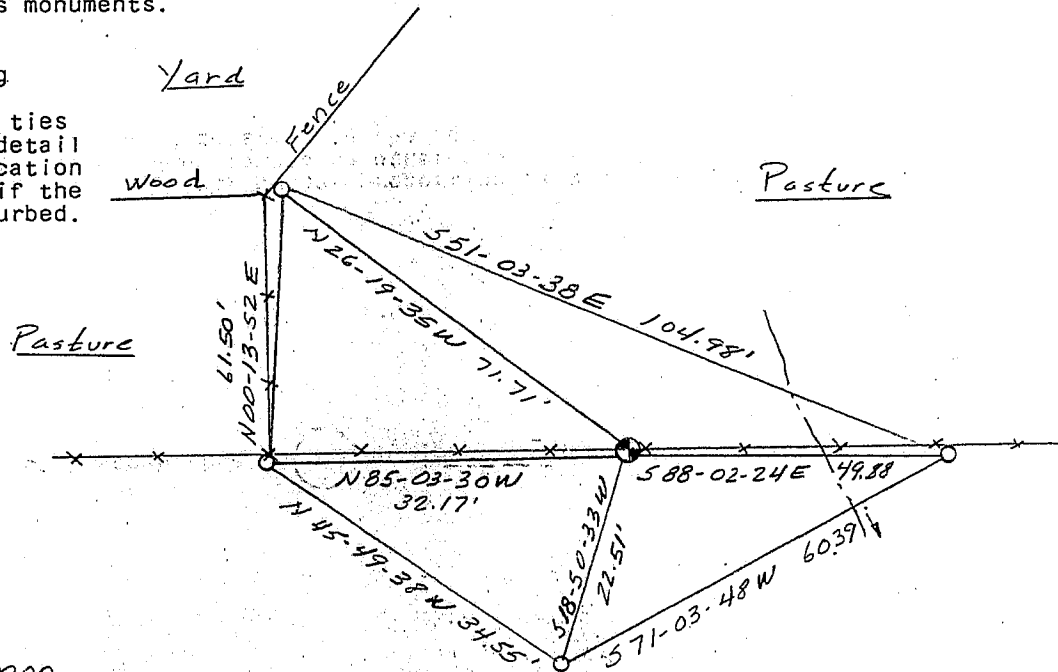 s monuments.
g
Yard
Fence
ties
detail
cation
if the
urbed.
wood
Pasture
S51-03-38E 104.98'
N26-19-35W 71.71'
N00-13-52E
61.50'
Pasture
N85-03-30W
32.17'
S88-02-24E 49.88
N45-49-38W 34.55'
S18-50-33W
22.51'
S71-03-48W 60.39